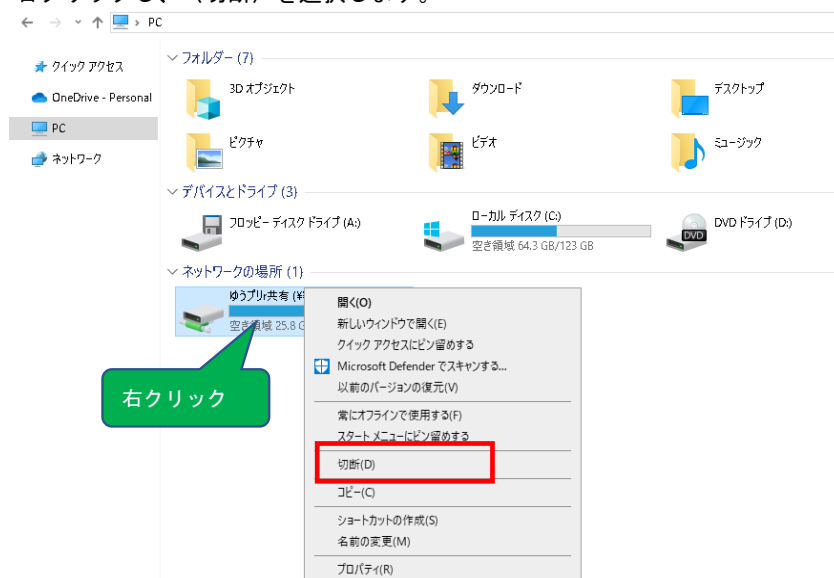 PC
クイック アクセス
OneDrive - Personal
PC
ネットワーク
フォルダー (7)
3D オブジェクト
ダウンロード
デスクトップ
ピクチャ
ビデオ
ミュージック
デバイスとドライブ (3)
フロッピー ディスク ドライブ (A:)
ローカル ディスク (C:)
空き領域 64.3 GB/123 GB
DVD ドライブ (D:)
ネットワークの場所 (1)
ゆうプリr共有 (¥
空き領域 25.8 G
右クリック
開く(O)
新しいウィンドウで開く(E)
クイック アクセスにピン留めする
Microsoft Defender でスキャンする...
以前のバージョンの復元(V)
常にオフラインで使用する(F)
スタート メニューにピン留めする
切断(D)
コピー(C)
ショートカットの作成(S)
名前の変更(M)
プロパティ(R)